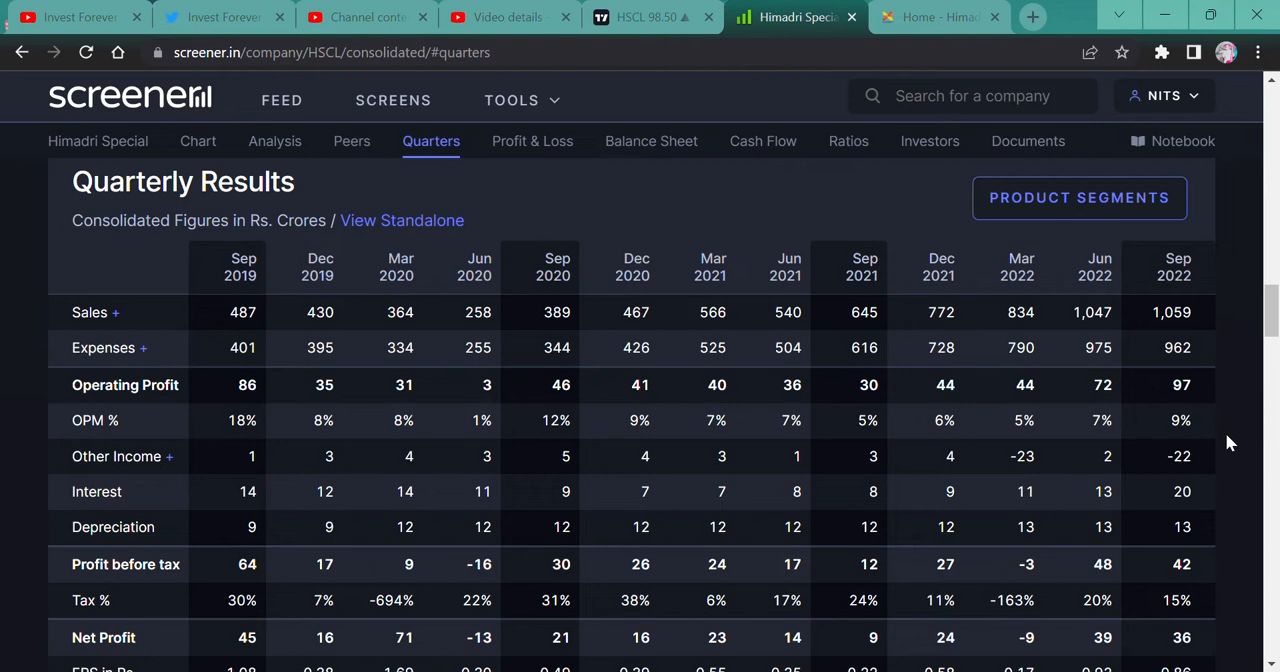 Invest Forever
Invest Forever
Channel conte
Video details -
HSCL 98.50
Himadri Specia
Home - Himad
screener.in/company/HSCL/consolidated/#quarters
screener
FEED
SCREENS
TOOLS
Search for a company
NITS
Himadri Special
Chart
Analysis
Peers
Quarters
Profit & Loss
Balance Sheet
Cash Flow
Ratios
Investors
Documents
Notebook
Quarterly Results
PRODUCT SEGMENTS
Consolidated Figures in Rs. Crores / View Standalone
Sep 2019 Dec 2019 Mar 2020 Jun 2020 Sep 2020 Dec 2020 Mar 2021 Jun 2021 Sep 2021 Dec 2021 Mar 2022 Jun 2022 Sep 2022
Sales + 487 430 364 258 389 467 566 540 645 772 834 1,047 1,059
Expenses + 401 395 334 255 344 426 525 504 616 728 790 975 962
Operating Profit 86 35 31 3 46 41 40 36 30 44 44 72 97
OPM % 18% 8% 8% 1% 12% 9% 7% 7% 5% 6% 5% 7% 9%
Other Income + 1 3 4 3 5 4 3 1 3 4 -23 2 -22
Interest 14 12 14 11 9 7 7 8 8 9 11 13 20
Depreciation 9 9 12 12 12 12 12 12 12 12 13 13 13
Profit before tax 64 17 9 -16 30 26 24 17 12 27 -3 48 42
Tax % 30% 7% -694% 22% 31% 38% 6% 17% 24% 11% -163% 20% 15%
Net Profit 45 16 71 -13 21 16 23 14 9 24 -9 39 36